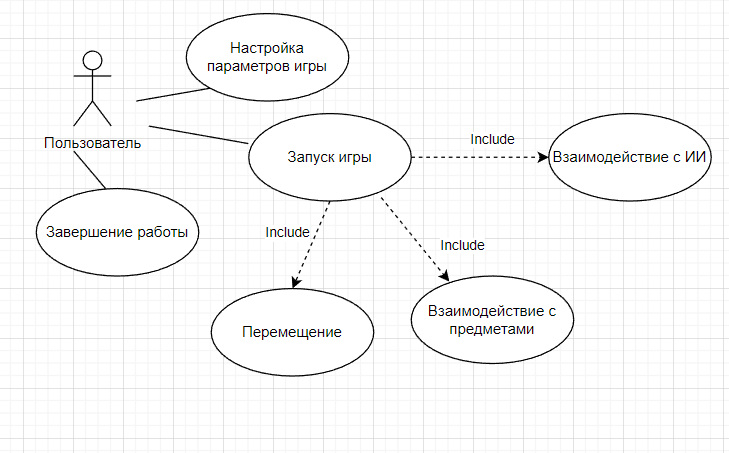 Настройка
параметров игры
Пользователь
Запуск игры
Include
Взаимодействие с ИИ
Завершение работы
Include
Include
Перемещение
Взаимодействие с
предметами